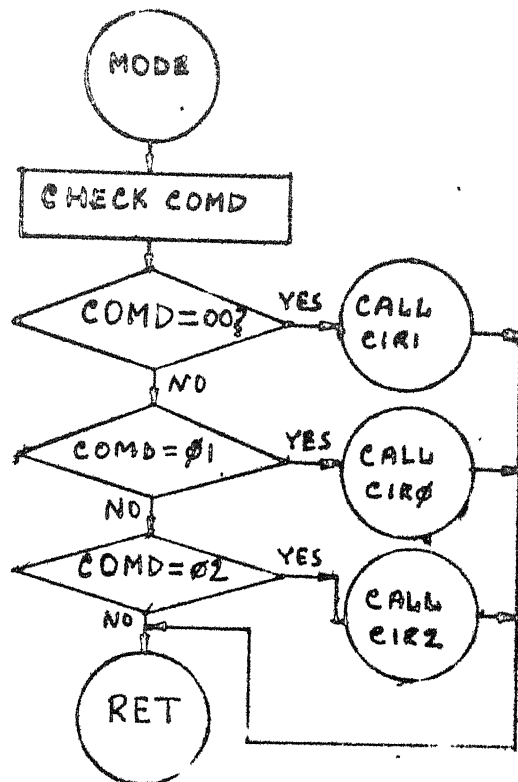 MODE
CHECK COMD
COMD=00?
YES
CALL
CIR1
NO
COMD=Ø1
YES
CALL
CIRØ
NO
COMD=Ø2
YES
CALL
CIR2
NO
RET